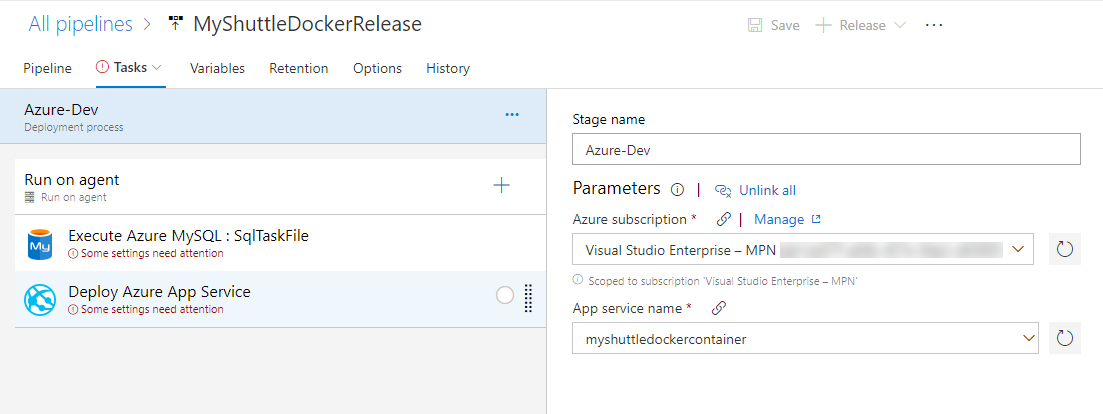 All pipelines > MyShuttleDockerRelease
Save Release ...
Pipeline Tasks Variables Retention Options History
Azure-Dev
Deployment process
Run on agent
Run on agent
Execute Azure MySQL : SqlTaskFile
Some settings need attention
Deploy Azure App Service
Some settings need attention
Stage name
Azure-Dev
Parameters | Unlink all
Azure subscription * | Manage
Visual Studio Enterprise – MPN
Scoped to subscription 'Visual Studio Enterprise – MPN'
App service name *
myshuttledockercontainer